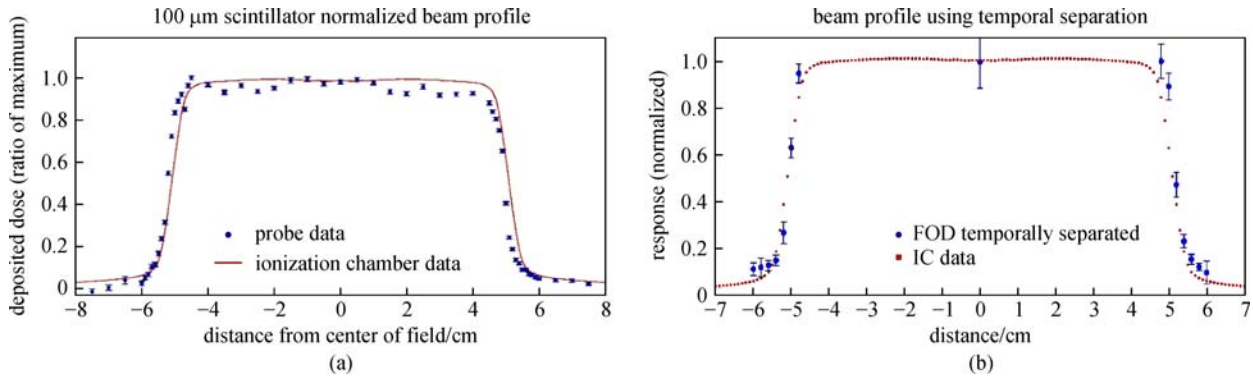 100 μm scintillator normalized beam profile
deposited dose (ratio of maximum)
1.0
0.8
0.6
0.4
0.2
0
probe data
ionization chamber data
−8 −6 −4 −2 0 2 4 6 8
distance from center of field/cm
(a)
beam profile using temporal separation
response (normalized)
1.0
0.8
0.6
0.4
0.2
0
FOD temporally separated
IC data
−7 −6 −5 −4 −3 −2 −1 0 1 2 3 4 5 6 7
distance/cm
(b)